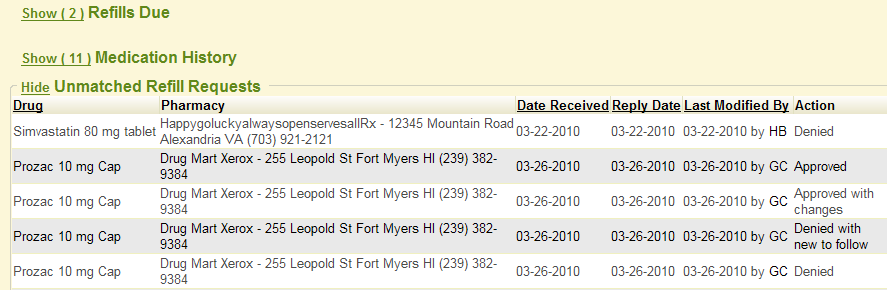 Show ( 2 ) Refills Due
Show ( 11 ) Medication History
Hide Unmatched Refill Requests
Drug Pharmacy Date Received Reply Date Last Modified By Action
Simvastatin 80 mg tablet HappygoluckyalwaysopenservesallRx - 12345 Mountain Road Alexandria VA (703) 921-2121 03-22-2010 03-22-2010 03-22-2010 by HB Denied
Prozac 10 mg Cap Drug Mart Xerox - 255 Leopold St Fort Myers HI (239) 382-9384 03-26-2010 03-26-2010 03-26-2010 by GC Approved
Prozac 10 mg Cap Drug Mart Xerox - 255 Leopold St Fort Myers HI (239) 382-9384 03-26-2010 03-26-2010 03-26-2010 by GC Approved with changes
Prozac 10 mg Cap Drug Mart Xerox - 255 Leopold St Fort Myers HI (239) 382-9384 03-26-2010 03-26-2010 03-26-2010 by GC Denied with new to follow
Prozac 10 mg Cap Drug Mart Xerox - 255 Leopold St Fort Myers HI (239) 382-9384 03-26-2010 03-26-2010 03-26-2010 by GC Denied